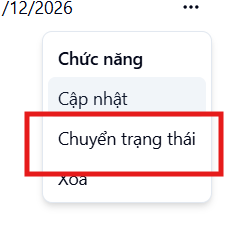 /12/2026 ...
Chức năng
Cập nhật
Chuyển trạng thái
Xóa